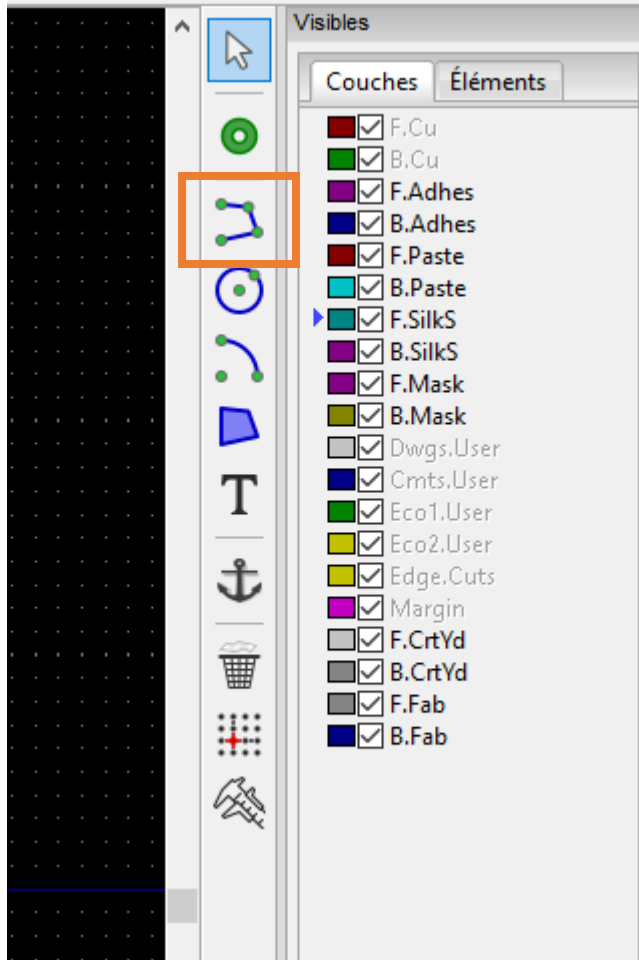 Visibles
Couches
Éléments
F.Cu
B.Cu
F.Adhes
B.Adhes
F.Paste
B.Paste
F.SilkS
B.SilkS
F.Mask
B.Mask
Dwgs.User
Cmts.User
Eco1.User
Eco2.User
Edge.Cuts
Margin
F.CrtYd
B.CrtYd
F.Fab
B.Fab
T